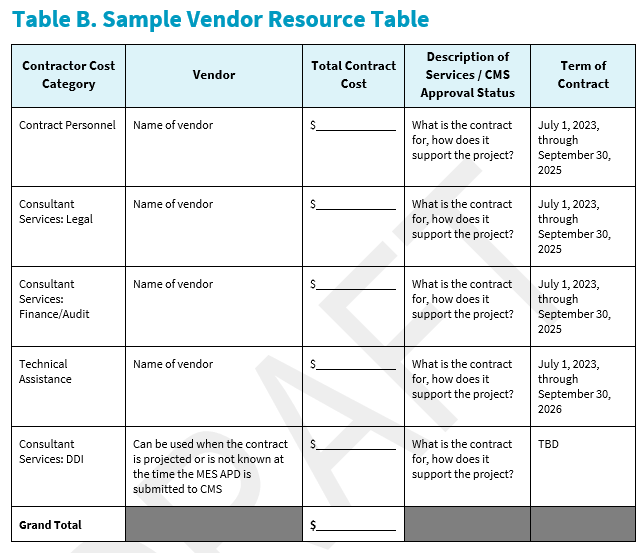 Table B. Sample Vendor Resource Table
Contractor Cost
Category
Vendor
Total Contract
Cost
Description of
Services / CMS
Approval Status
Term of
Contract
Contract Personnel
Name of vendor
$______________
What is the contract
for, how does it
support the project?
July 1, 2023,
through
September 30,
2025
Consultant
Services: Legal
Name of vendor
$______________
What is the contract
for, how does it
support the project?
July 1, 2023,
through
September 30,
2025
Consultant
Services:
Finance/Audit
Name of vendor
$______________
What is the contract
for, how does it
support the project?
July 1, 2023,
through
September 30,
2025
Technical
Assistance
Name of vendor
$______________
What is the contract
for, how does it
support the project?
July 1, 2023,
through
September 30,
2026
Consultant
Services: DDI
Can be used when the contract
is projected or is not known at
the time the MES APD is
submitted to CMS
$______________
What is the contract
for, how does it
support the project?
TBD
Grand Total
$______________
DRAFT